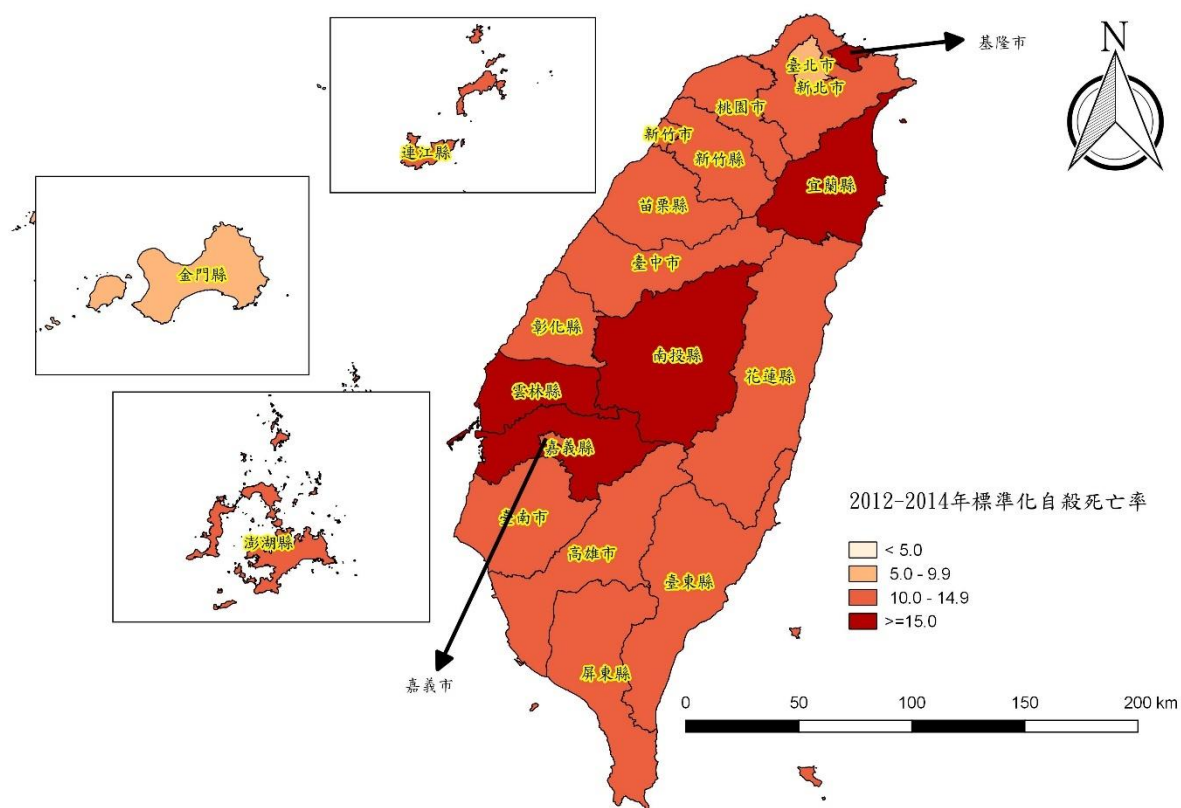 基隆市
N
臺北市
新北市
桃園市
新竹市
新竹縣
宜蘭縣
連江縣
苗栗縣
臺中市
金門縣
彰化縣
南投縣
花蓮縣
雲林縣
嘉義縣
臺南市
澎湖縣
高雄市
臺東縣
屏東縣
嘉義市
2012-2014年標準化自殺死亡率
< 5.0
5.0 - 9.9
10.0 - 14.9
>=15.0
0 50 100 150 200 km